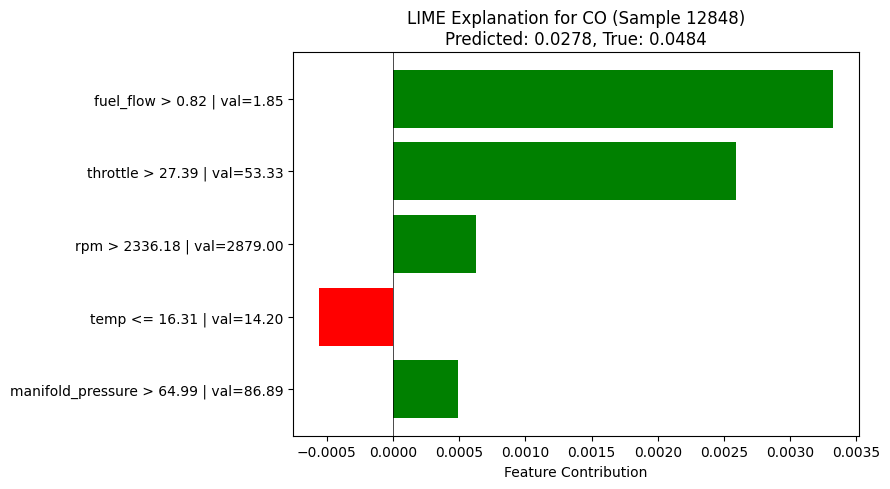 LIME Explanation for CO (Sample 12848)
Predicted: 0.0278, True: 0.0484
fuel_flow > 0.82 | val=1.85
throttle > 27.39 | val=53.33
rpm > 2336.18 | val=2879.00
temp <= 16.31 | val=14.20
manifold_pressure > 64.99 | val=86.89
−0.0005 0.0000 0.0005 0.0010 0.0015 0.0020 0.0025 0.0030 0.0035
Feature Contribution